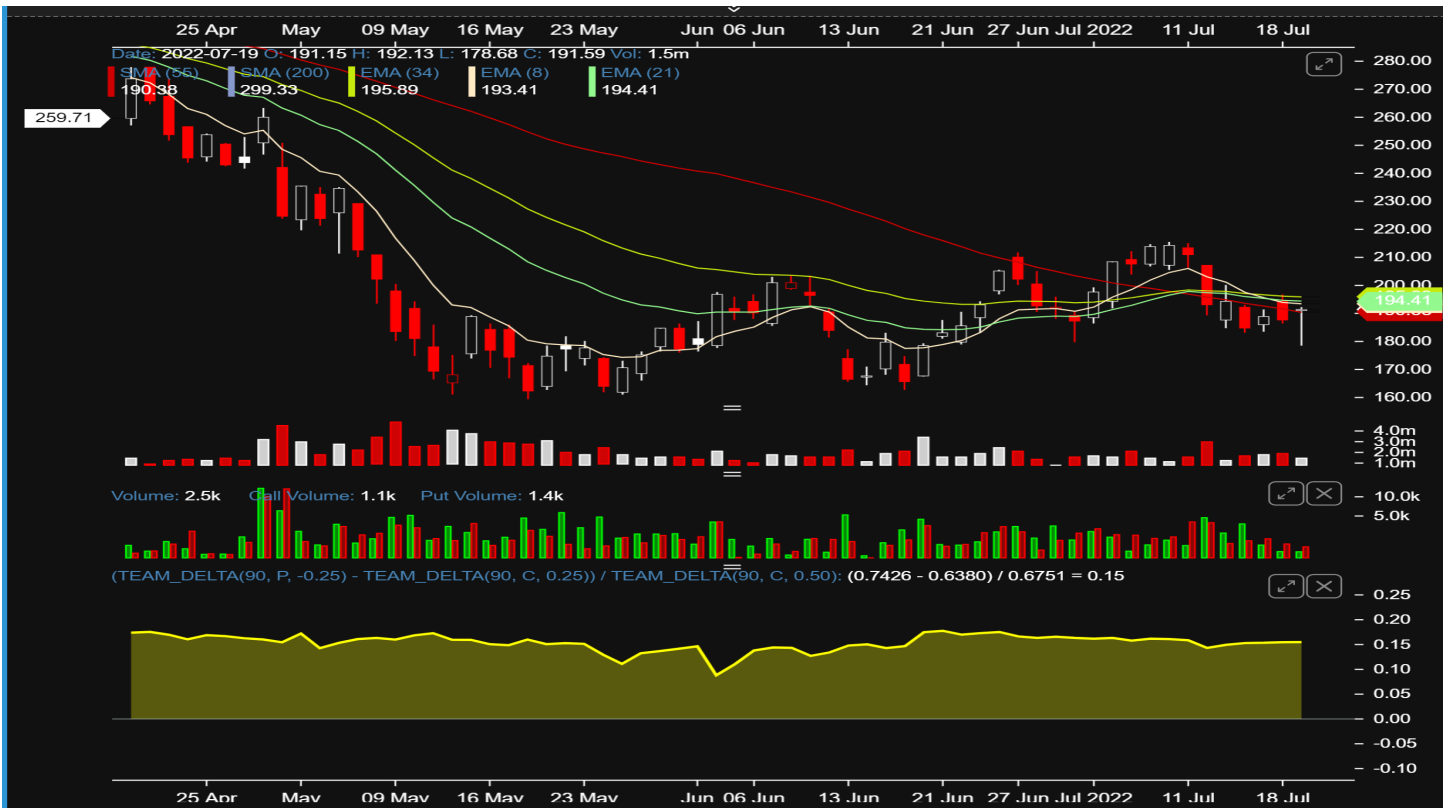 25 Apr May 09 May 16 May 23 May Jun 06 Jun 13 Jun 21 Jun 27 Jun Jul 2022 11 Jul 18 Jul
Date: 2022-07-19 O: 191.15 H: 192.13 L: 178.68 C: 191.59 Vol: 1.5m
SMA (55) SMA (200) EMA (34) EMA (8) EMA (21)
190.38 299.33 195.89 193.41 194.41
280.00
270.00
259.71
260.00
250.00
240.00
230.00
220.00
210.00
200.00
194.41
180.00
170.00
160.00
4.0m
3.0m
2.0m
1.0m
Volume: 2.5k Call Volume: 1.1k Put Volume: 1.4k
10.0k
5.0k
(TEAM_DELTA(90, P, -0.25) - TEAM_DELTA(90, C, 0.25)) / TEAM_DELTA(90, C, 0.50): (0.7426 - 0.6380) / 0.6751 = 0.15
0.25
0.20
0.15
0.10
0.05
0.00
-0.05
-0.10
25 Apr May 09 May 16 May 23 May Jun 06 Jun 13 Jun 21 Jun 27 Jun Jul 2022 11 Jul 18 Jul